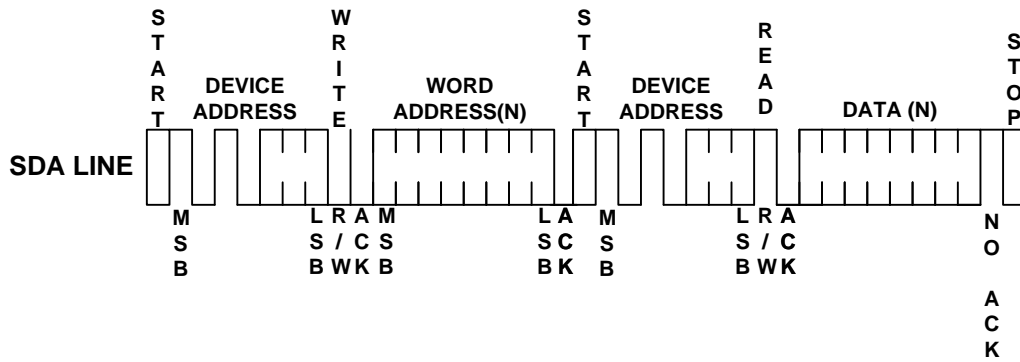 START
WRITE
START
READ
STOP
DEVICE
ADDRESS
WORD
ADDRESS(N)
DEVICE
ADDRESS
DATA (N)
SDA LINE
MSB
LSB
R/W
ACK
MSB
LSB
ACK
MSB
LSB
R/W
ACK
NO ACK